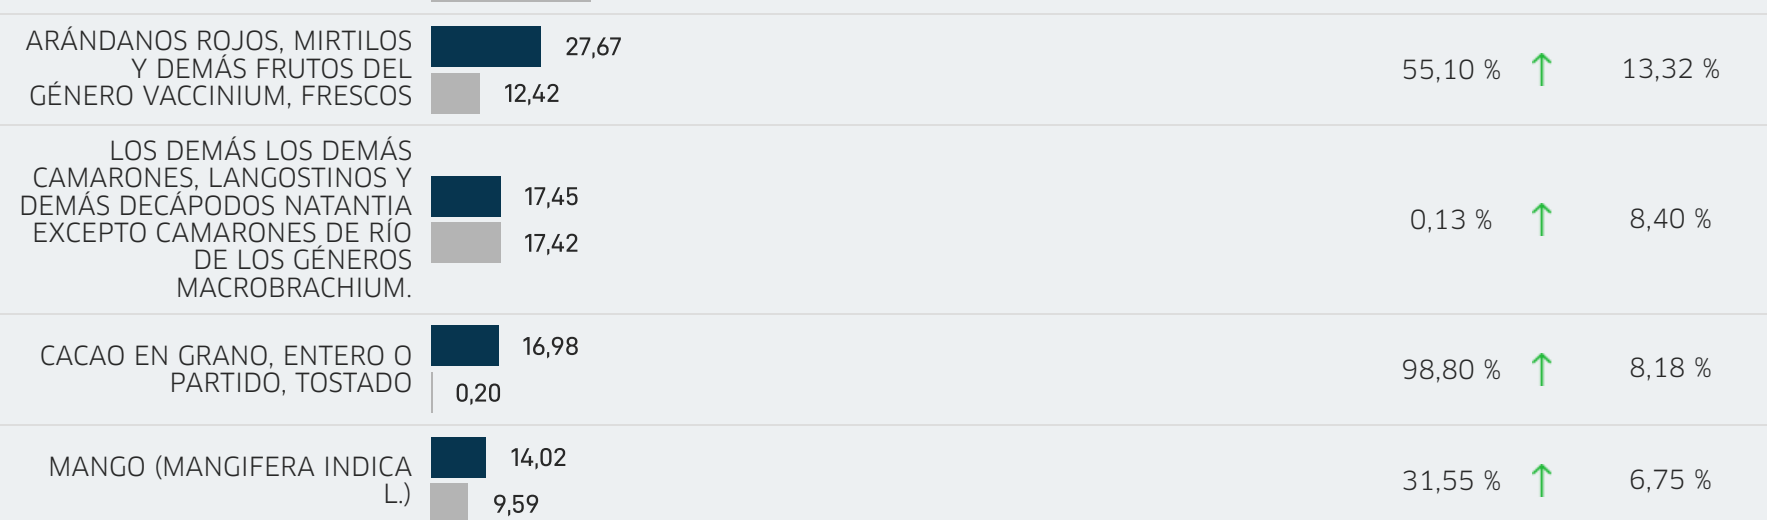 ARÁNDANOS ROJOS, MIRTILOS
Y DEMÁS FRUTOS DEL
GÉNERO VACCINIUM, FRESCOS
27,67
12,42
55,10 %
13,32 %
LOS DEMÁS LOS DEMÁS
CAMARONES, LANGOSTINOS Y
DEMÁS DECÁPODOS NATANTIA
EXCEPTO CAMARONES DE RÍO
DE LOS GÉNEROS
MACROBRACHIUM.
17,45
17,42
0,13 %
8,40 %
CACAO EN GRANO, ENTERO O
PARTIDO, TOSTADO
16,98
0,20
98,80 %
8,18 %
MANGO (MANGIFERA INDICA
L.)
14,02
9,59
31,55 %
6,75 %